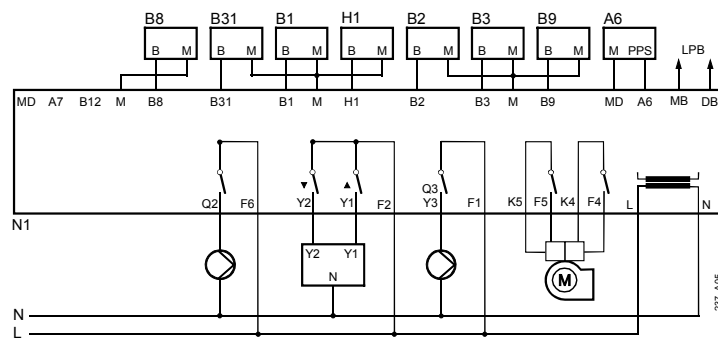 B8 B31 B1 H1 B2 B3 B9 A6
B M B M B M B M B M B M B M M PPS LPB
MD A7 B12 M B8 B31 B1 M H1 B2 B3 M B9 MD A6 MB DB
Q3
Q2 F6 Y2 Y1 F2 Y3 F1 K5 F5 K4 F4 L N
N1
Y2 Y1
N
M
N
L
237_A05